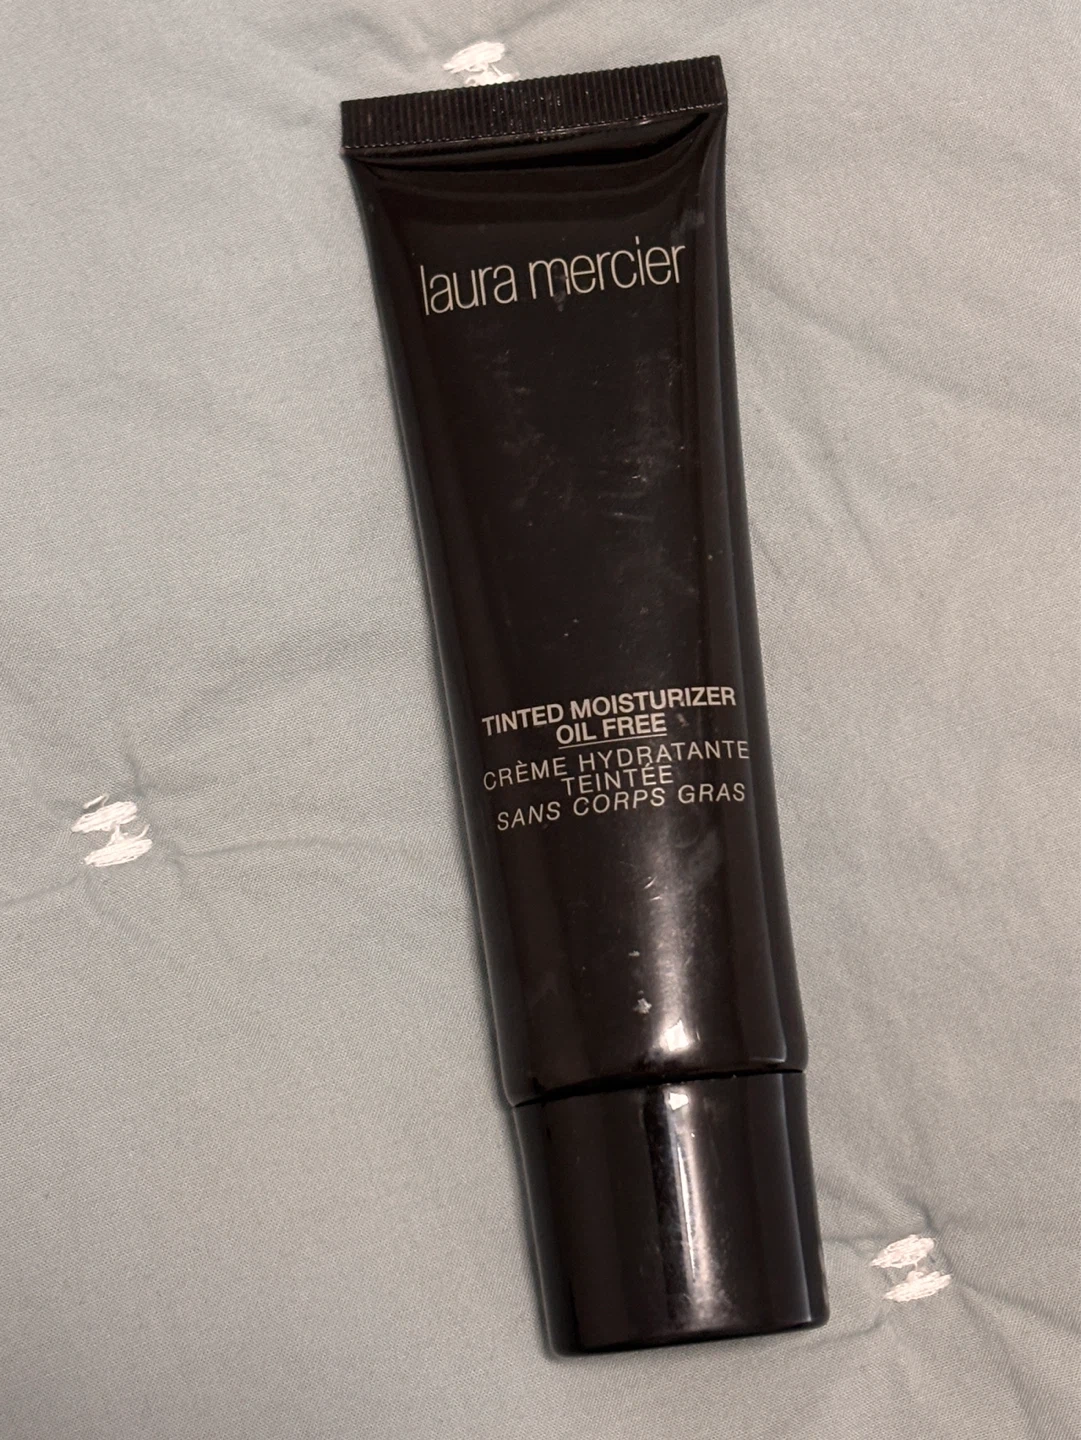 laura mercier
TINTED MOISTURIZER
OIL FREE
CRÈME HYDRATANTE
TEINTÉE
SANS CORPS GRAS